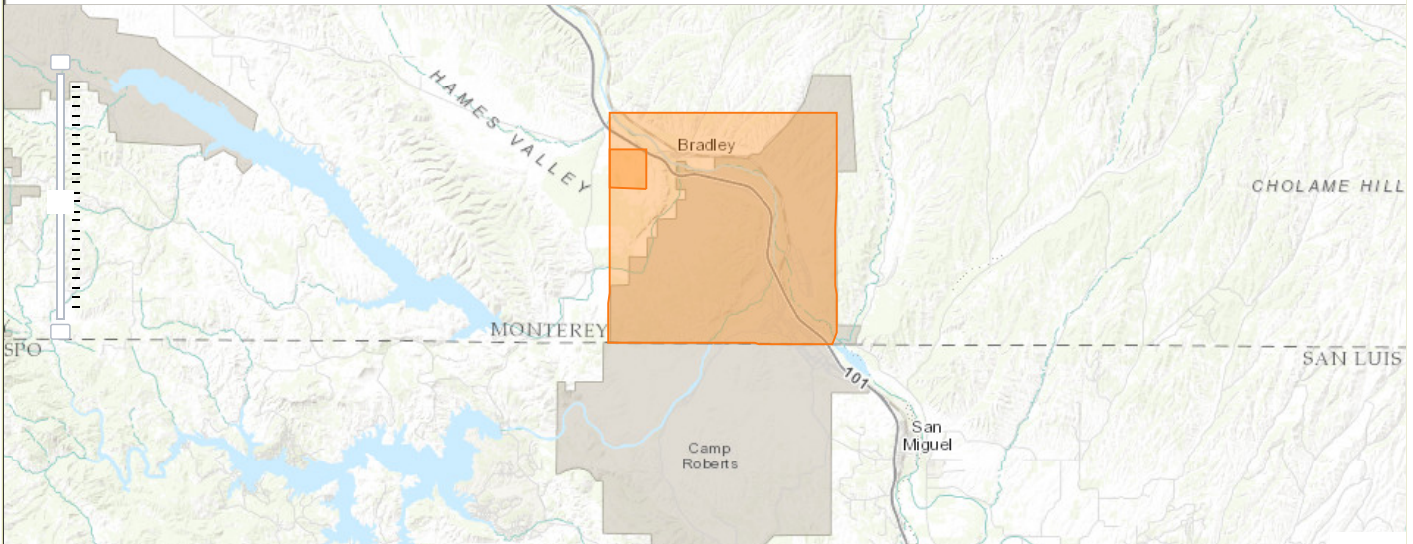 HAMES VALLEY
Bradley
CHOLAME HILL
MONTEREY
SPO
SAN LUIS
101
San
Miguel
Camp
Roberts